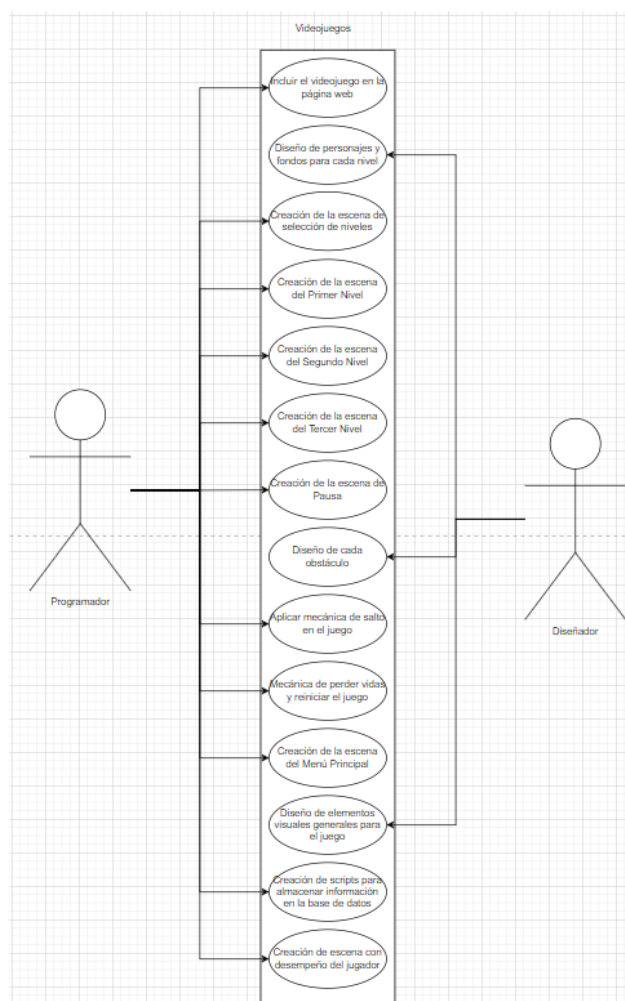 Videojuegos
Incluir el videojuego en la
página web
Diseño de personajes y
fondos para cada nivel
Creación de la escena de
selección de niveles
Creación de la escena
del Primer Nivel
Creación de la escena
del Segundo Nivel
Creación de la escena
del Tercer Nivel
Creación de la escena de
Pausa
Diseño de cada
obstáculo
Programador
Aplicar mecánica de salto
en el juego
Diseñador
Mecánica de perder vidas
y reiniciar el juego
Creación de la escena
del Menú Principal
Diseño de elementos
visuales generales para
el juego
Creación de scripts para
almacenar información
en la base de datos
Creación de escena con
desempeño del jugador